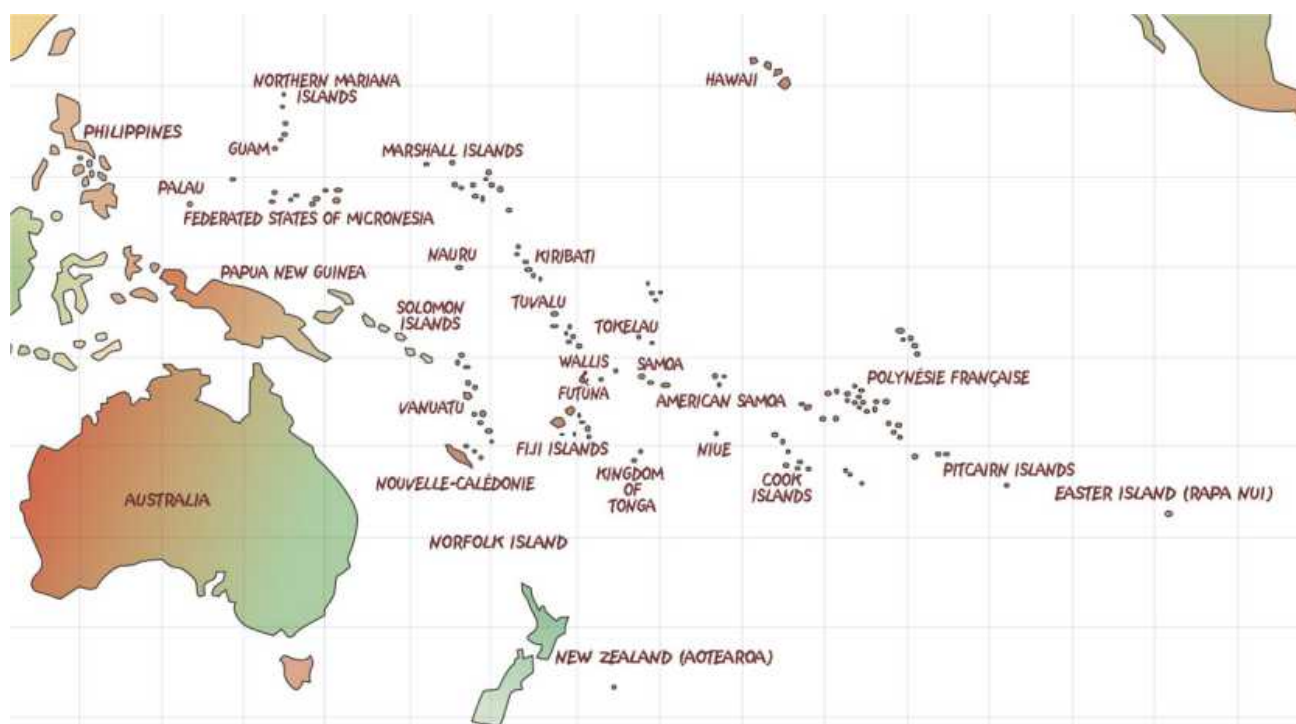 HAWAII
NORTHERN MARIANA
ISLANDS
PHILIPPINES
GUAM
MARSHALL ISLANDS
PALAU
FEDERATED STATES OF MICRONESIA
NAURU
KIRIBATI
PAPUA NEW GUINEA
SOLOMON
ISLANDS
TUVALU
TOKELAU
WALLIS
&
FUTUNA
SAMOA
POLYNÉSIE FRANÇAISE
AMERICAN SAMOA
VANUATU
FIJI ISLANDS
NIUE
NOUVELLE-CALÉDONIE
KINGDOM
OF
TONGA
COOK
ISLANDS
PITCAIRN ISLANDS
EASTER ISLAND (RAPA NUI)
AUSTRALIA
NORFOLK ISLAND
NEW ZEALAND (AOTEAROA)